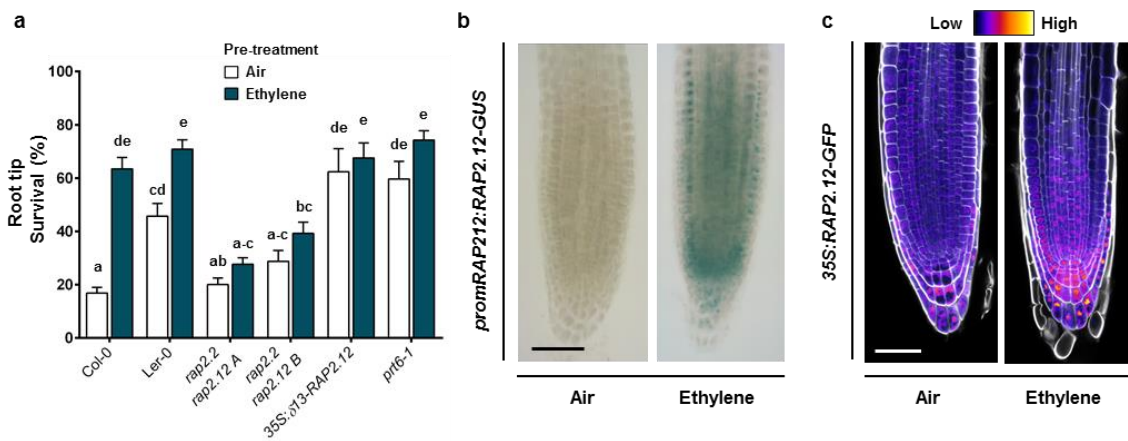 a
Pre-treatment
Air
Ethylene
Root tip
Survival (%)
100
80
60
40
20
0
a
de
cd
e
ab
a-c
a-c
bc
de
e
de
e
Col-0
Ler-0
rap2.2
rap2.12 A
rap2.2
rap2.12 B
35S:δ13-RAP2.12
prt6-1
b
promRAP212:RAP2.12-GUS
Air
Ethylene
c
Low
High
35S:RAP2.12-GFP
Air
Ethylene